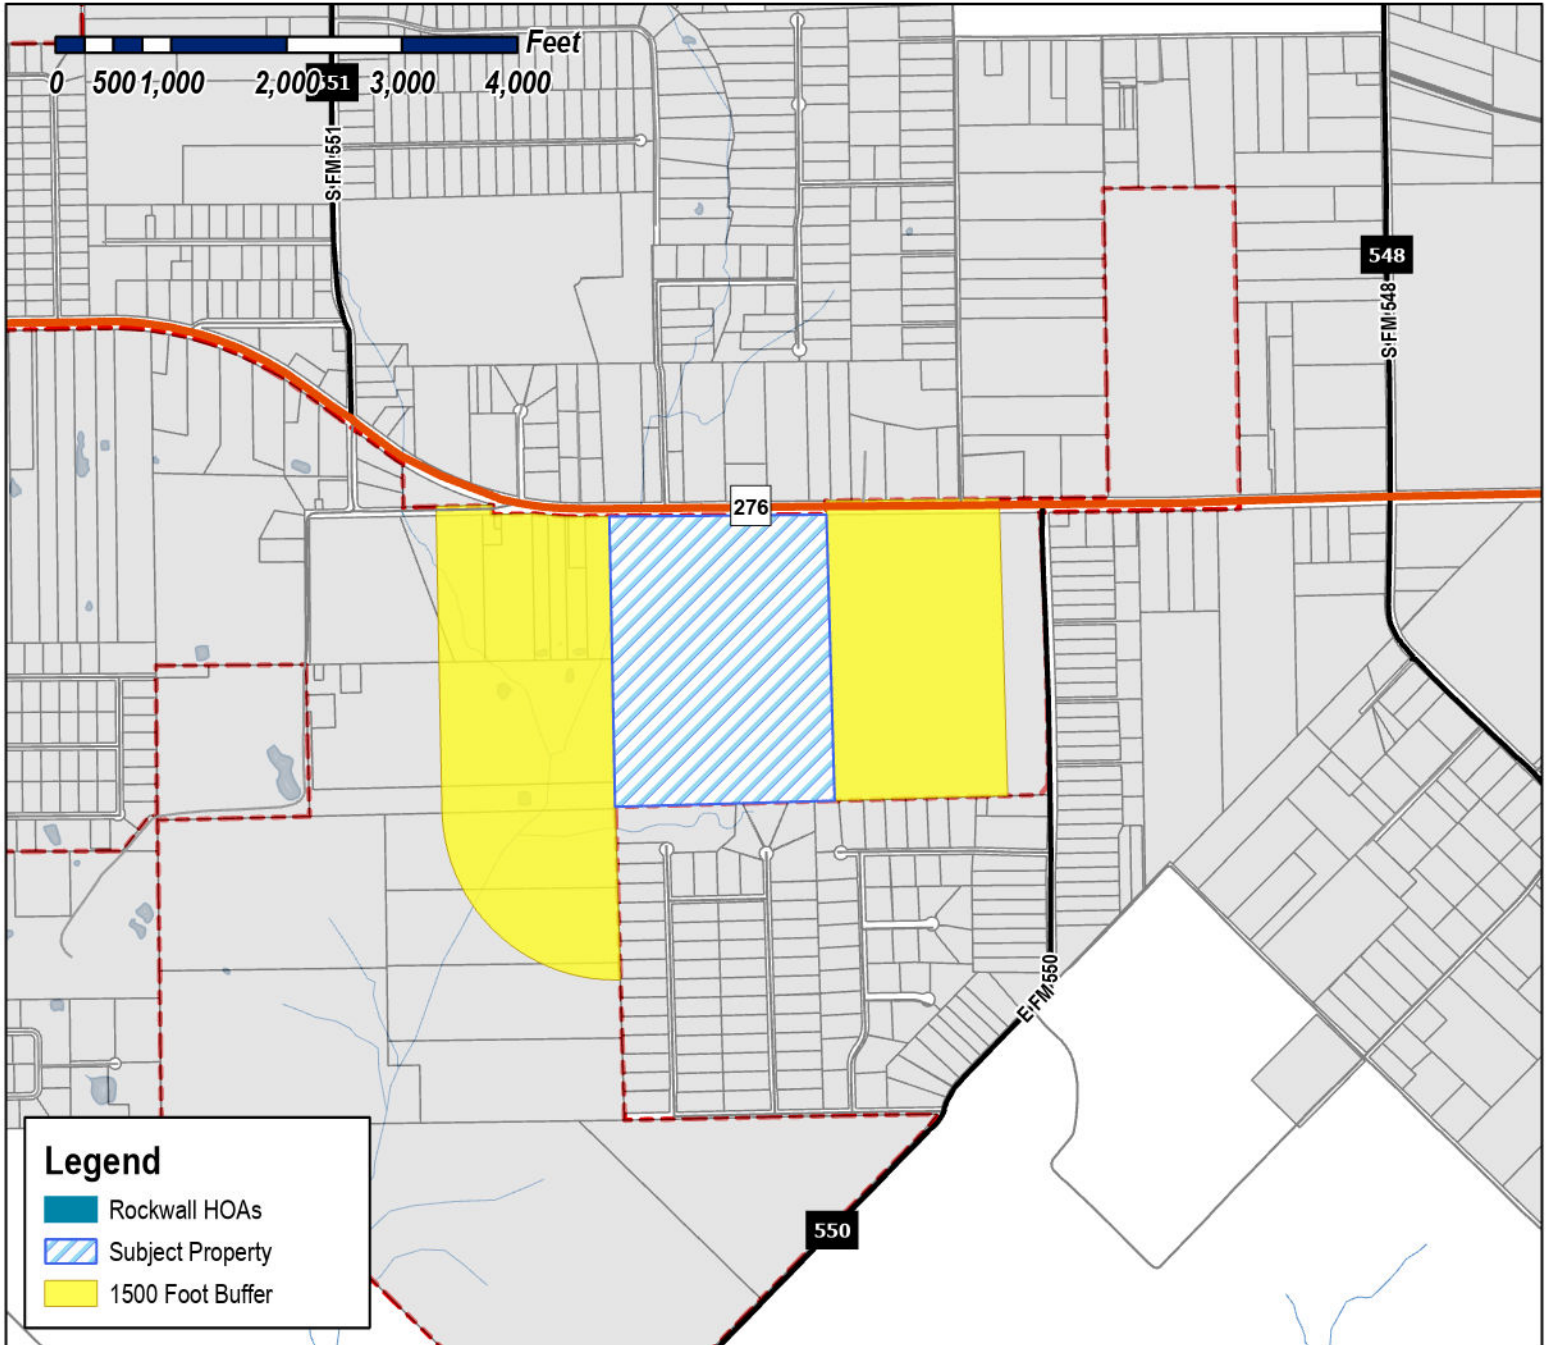 Feet
0 500 1,000 2,000 3,000 4,000
551
S FM 551
548
S FM 548
276
E FM 550
550
Legend
Rockwall HOAs
Subject Property
1500 Foot Buffer